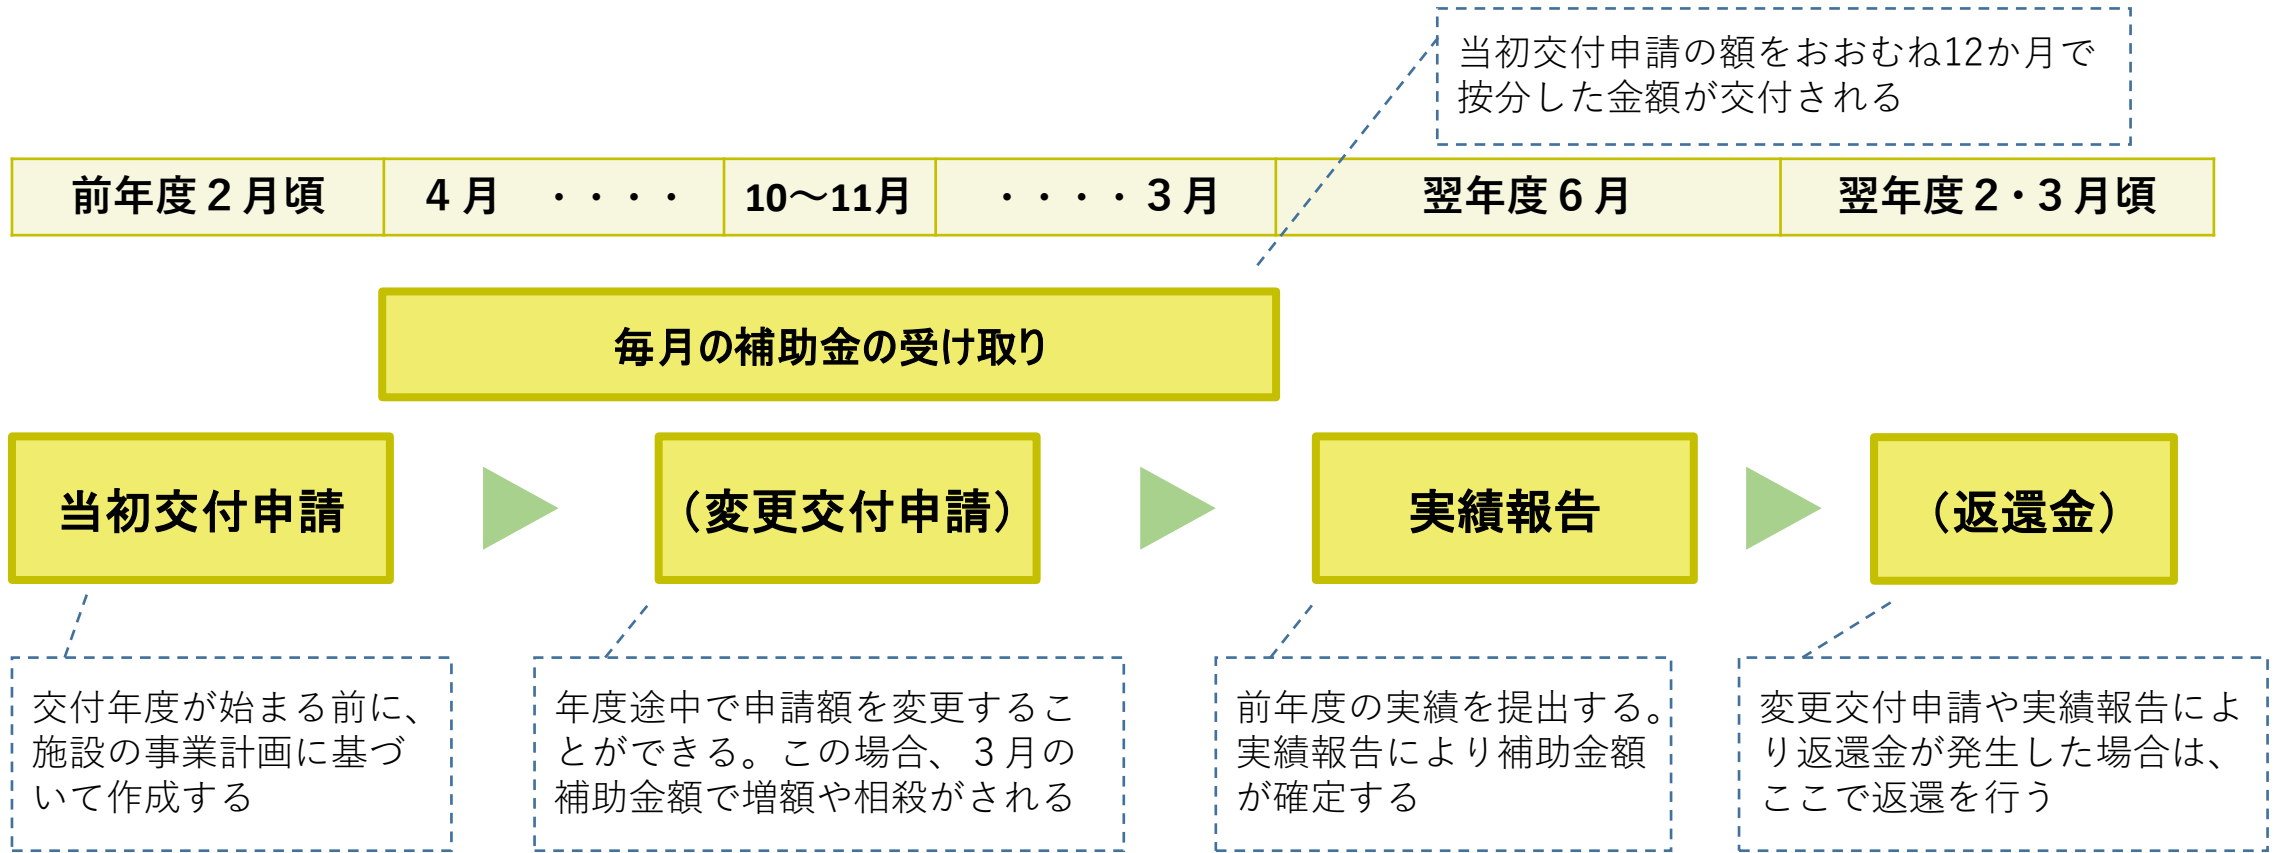 当初交付申請の額をおおむね12か月で
按分した金額が交付される
前年度２月頃
４月　・・・・
10～11月
・・・・３月
翌年度６月
翌年度２・３月頃
毎月の補助金の受け取り
当初交付申請
（変更交付申請）
実績報告
（返還金）
交付年度が始まる前に、
施設の事業計画に基づ
いて作成する
年度途中で申請額を変更するこ
とができる。この場合、３月の
補助金額で増額や相殺がされる
前年度の実績を提出する。
実績報告により補助金額
が確定する
変更交付申請や実績報告によ
り返還金が発生した場合は、
ここで返還を行う